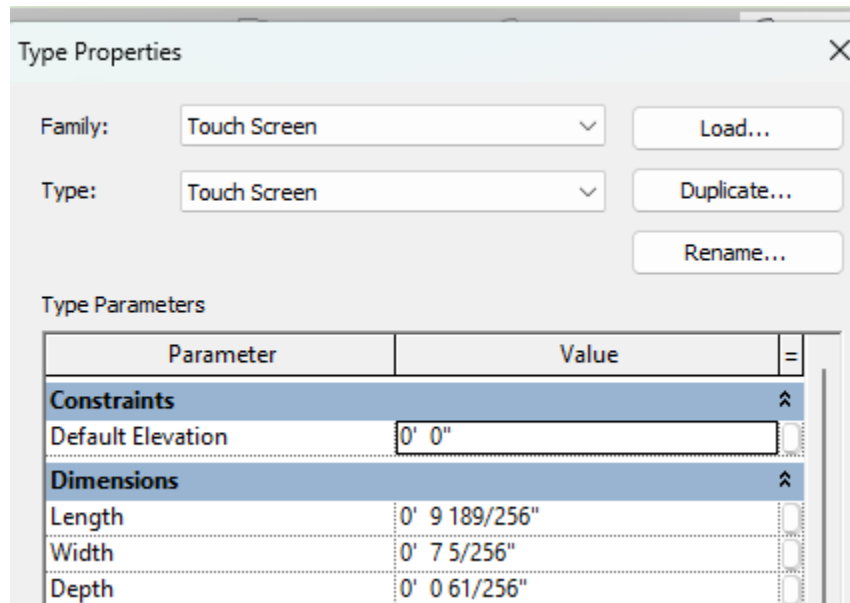 Type Properties
Family: Touch Screen Load...
Type: Touch Screen Duplicate...
Rename...
Type Parameters
Parameter Value =
Constraints
Default Elevation 0' 0"
Dimensions
Length 0' 9 189/256"
Width 0' 7 5/256"
Depth 0' 0 61/256"